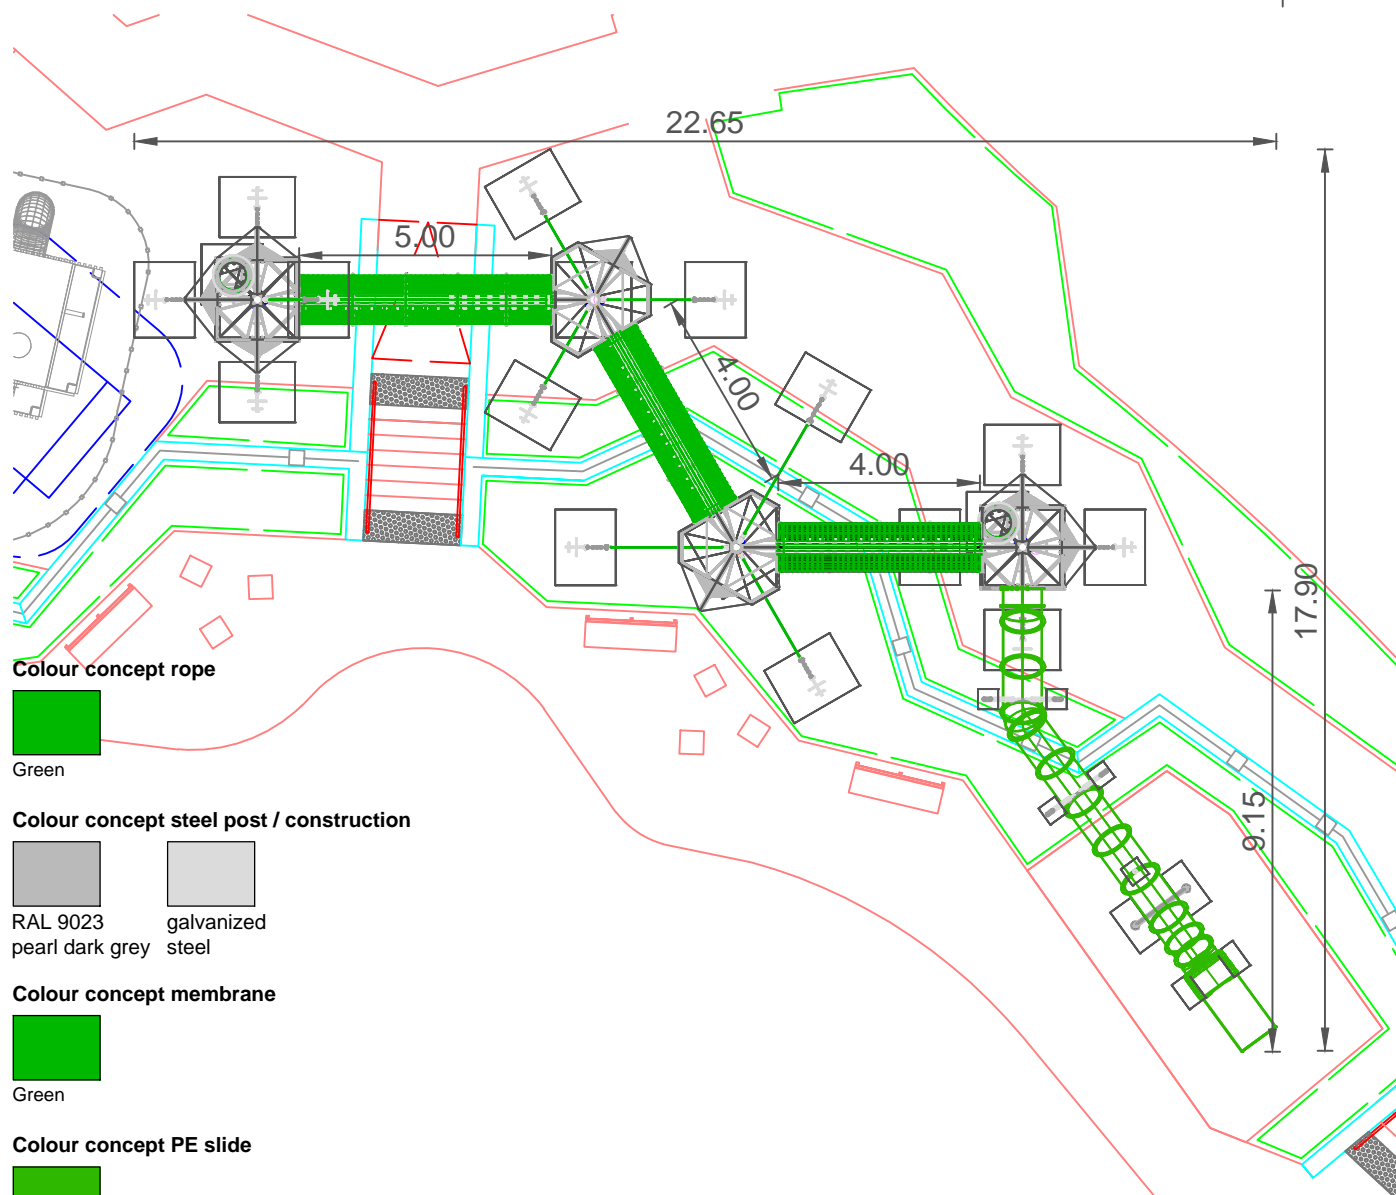 22.65
5.00
4.00
4.00
17.90
9.15
Colour concept rope
Green
Colour concept steel post / construction
RAL 9023
pearl dark grey
galvanized
steel
Colour concept membrane
Green
Colour concept PE slide